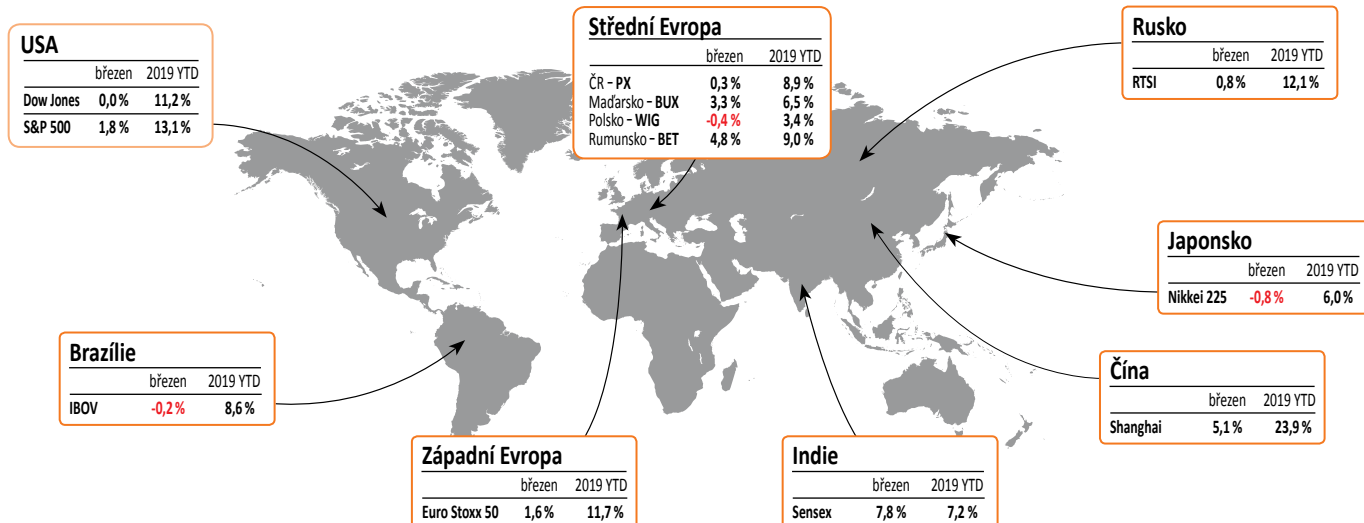 USA
březen 2019 YTD
Dow Jones 0,0 % 11,2 %
S&P 500 1,8 % 13,1 %
Střední Evropa
březen 2019 YTD
ČR – PX 0,3 % 8,9 %
Maďarsko – BUX 3,3 % 6,5 %
Polsko – WIG -0,4 % 3,4 %
Rumunsko – BET 4,8 % 9,0 %
Rusko
březen 2019 YTD
RTSI 0,8 % 12,1 %
Japonsko
březen 2019 YTD
Nikkei 225 -0,8 % 6,0 %
Brazílie
březen 2019 YTD
IBOV -0,2 % 8,6 %
Čína
březen 2019 YTD
Shanghai 5,1 % 23,9 %
Západní Evropa
březen 2019 YTD
Euro Stoxx 50 1,6 % 11,7 %
Indie
březen 2019 YTD
Sensex 7,8 % 7,2 %